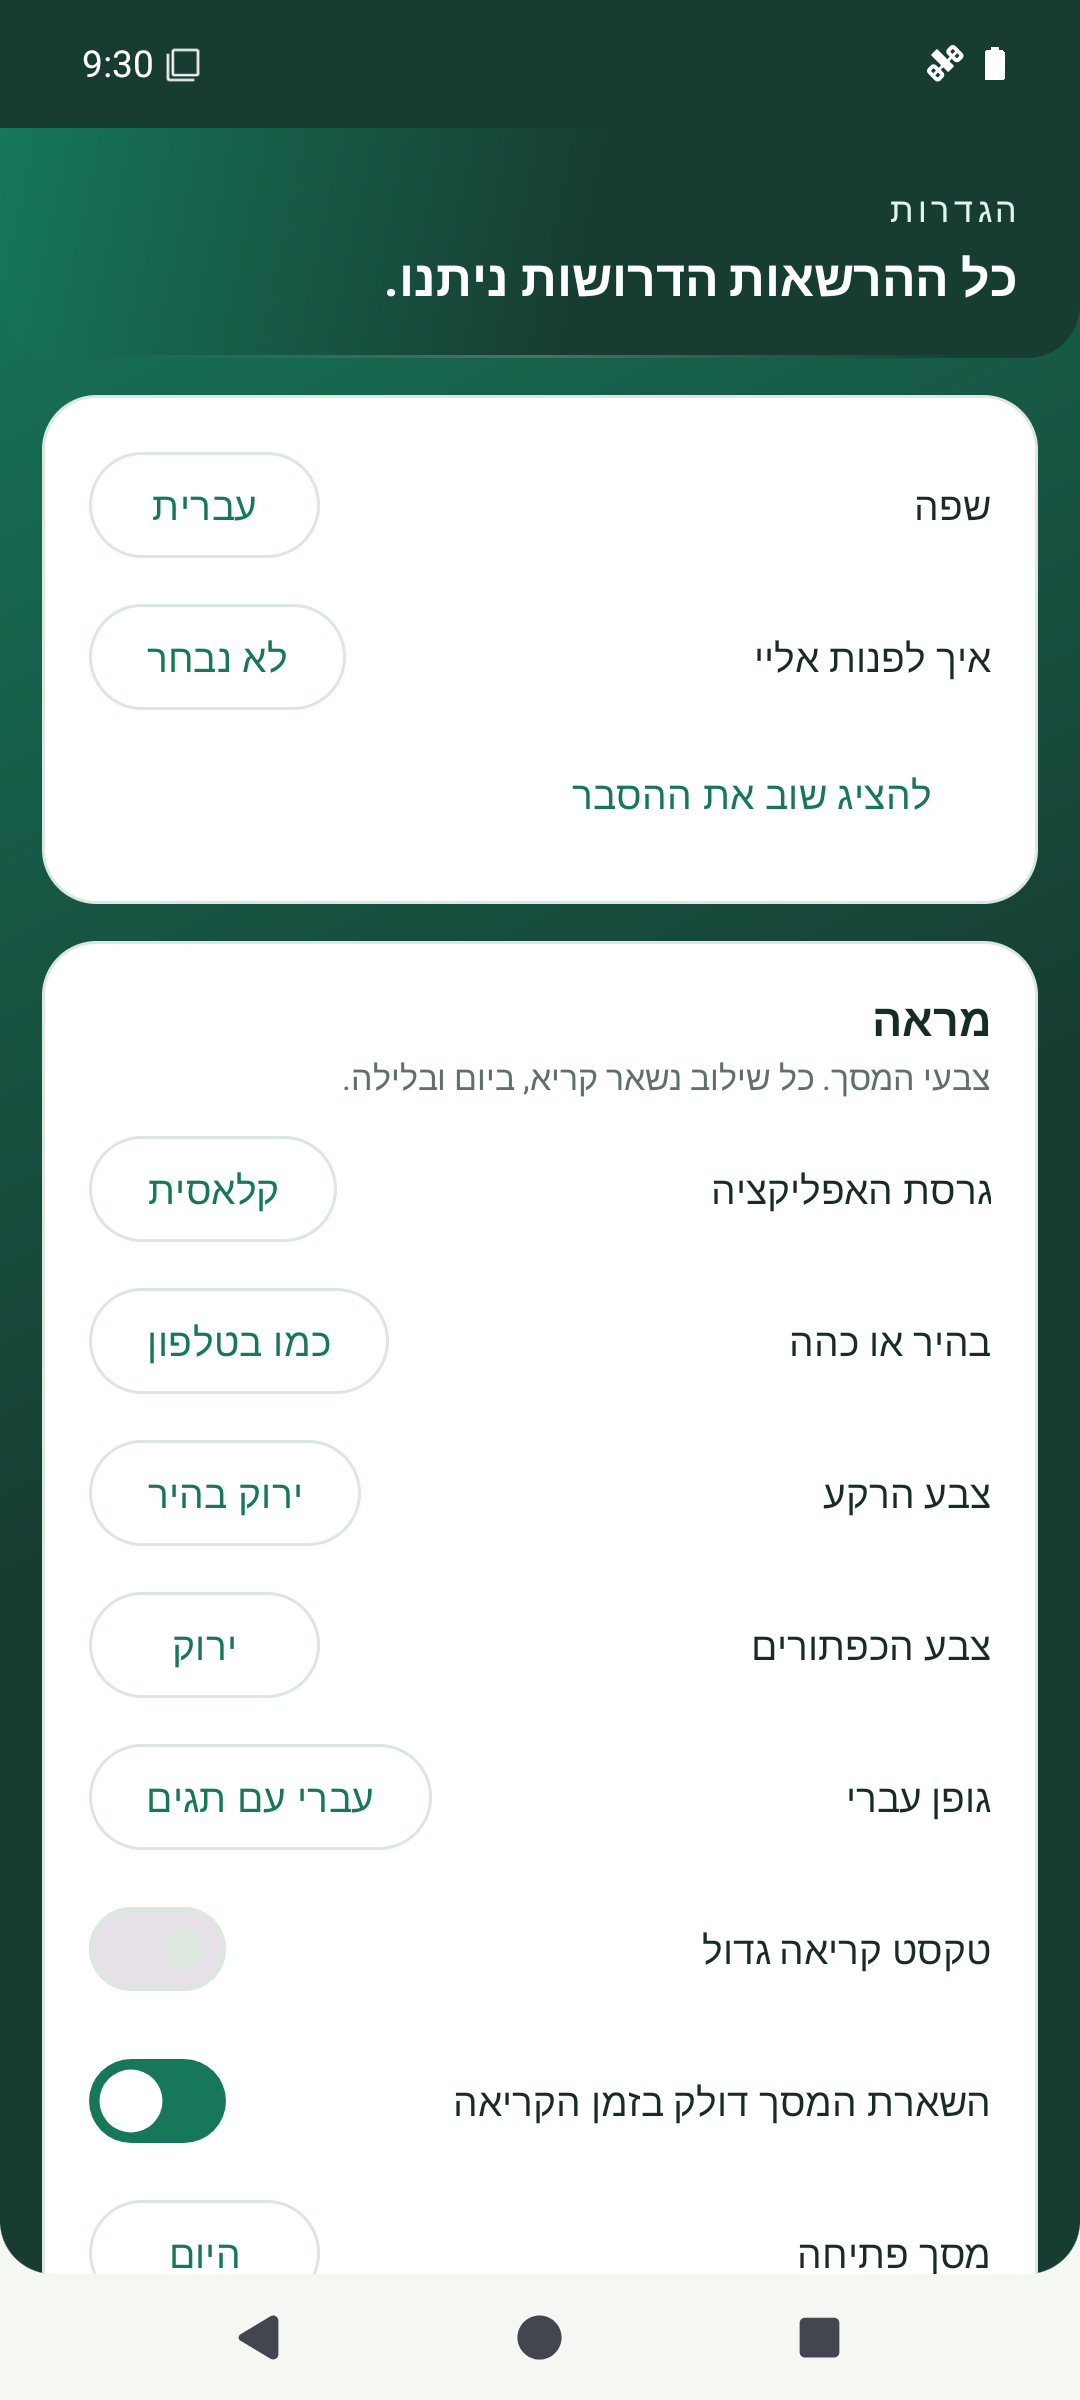 9:30
הגדרות
כל ההרשאות הדרושות ניתנו.
שפה
עברית
איך לפנות אליי
לא נבחר
להציג שוב את ההסבר
מראה
צבעי המסך. כל שילוב נשאר קריא, ביום ובלילה.
גרסת האפליקציה
קלאסית
בהיר או כהה
כמו בטלפון
צבע הרקע
ירוק בהיר
צבע הכפתורים
ירוק
גופן עברי
עברי עם תגים
טקסט קריאה גדול
השארת המסך דולק בזמן הקריאה
מסך פתיחה
היום